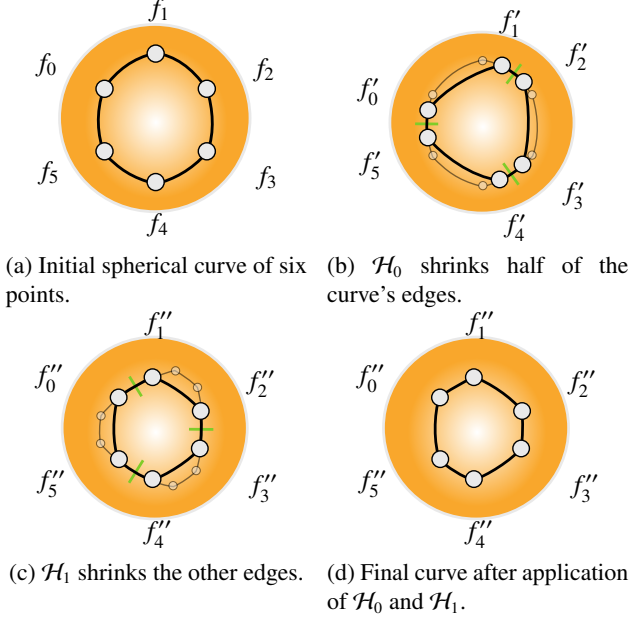 f₁
f₀ f₂
f₅ f₃
f₄
(a) Initial spherical curve of six
points.
f′₁
f′₂
f′₀
f′₅
f′₃
f′₄
(b) ℋ₀ shrinks half of the
curve's edges.
f″₁
f″₀ f″₂
f″₅ f″₃
f″₄
(c) ℋ₁ shrinks the other edges.
f″₁
f″₀ f″₂
f″₅ f″₃
f″₄
(d) Final curve after application
of ℋ₀ and ℋ₁.